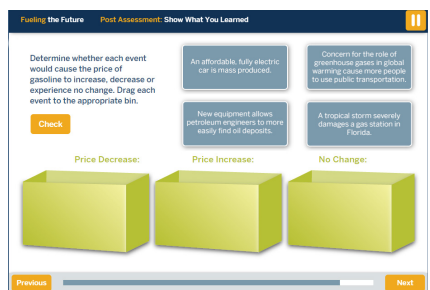 Fueling the Future Post Assessment: Show What You Learned
Determine whether each event
would cause the price of
gasoline to increase, decrease or
experience no change. Drag each
event to the appropriate bin.
Check
An affordable, fully electric
car is mass produced.
Concern for the role of
greenhouse gases in global
warming cause more people
to use public transportation.
New equipment allows
petroleum engineers to more
easily find oil deposits.
A tropical storm severely
damages a gas station in
Florida.
Price Decrease:
Price Increase:
No Change:
Previous
Next